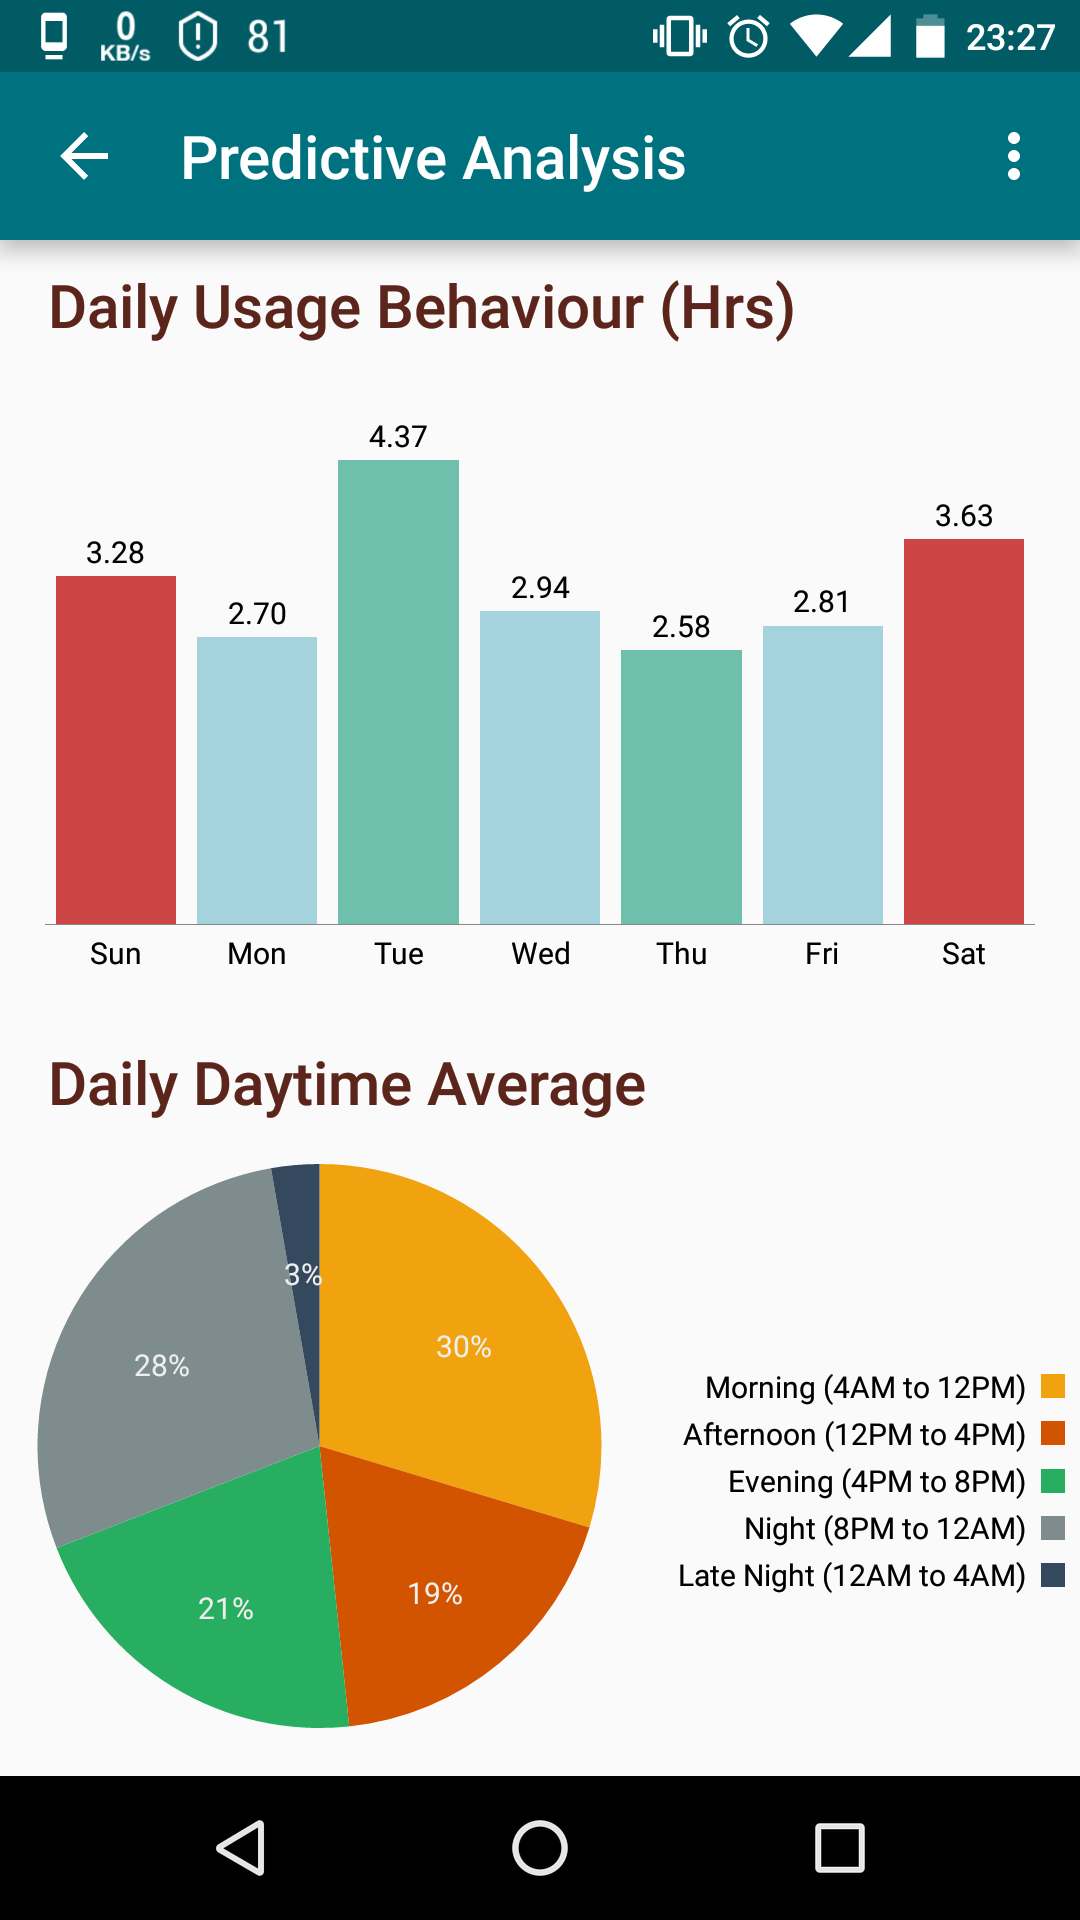 0
KB/s
81
23:27
Predictive Analysis
Daily Usage Behaviour (Hrs)
3.28
2.70
4.37
2.94
2.58
2.81
3.63
Sun Mon Tue Wed Thu Fri Sat
Daily Daytime Average
3%
30%
28%
19%
21%
Morning (4AM to 12PM)
Afternoon (12PM to 4PM)
Evening (4PM to 8PM)
Night (8PM to 12AM)
Late Night (12AM to 4AM)